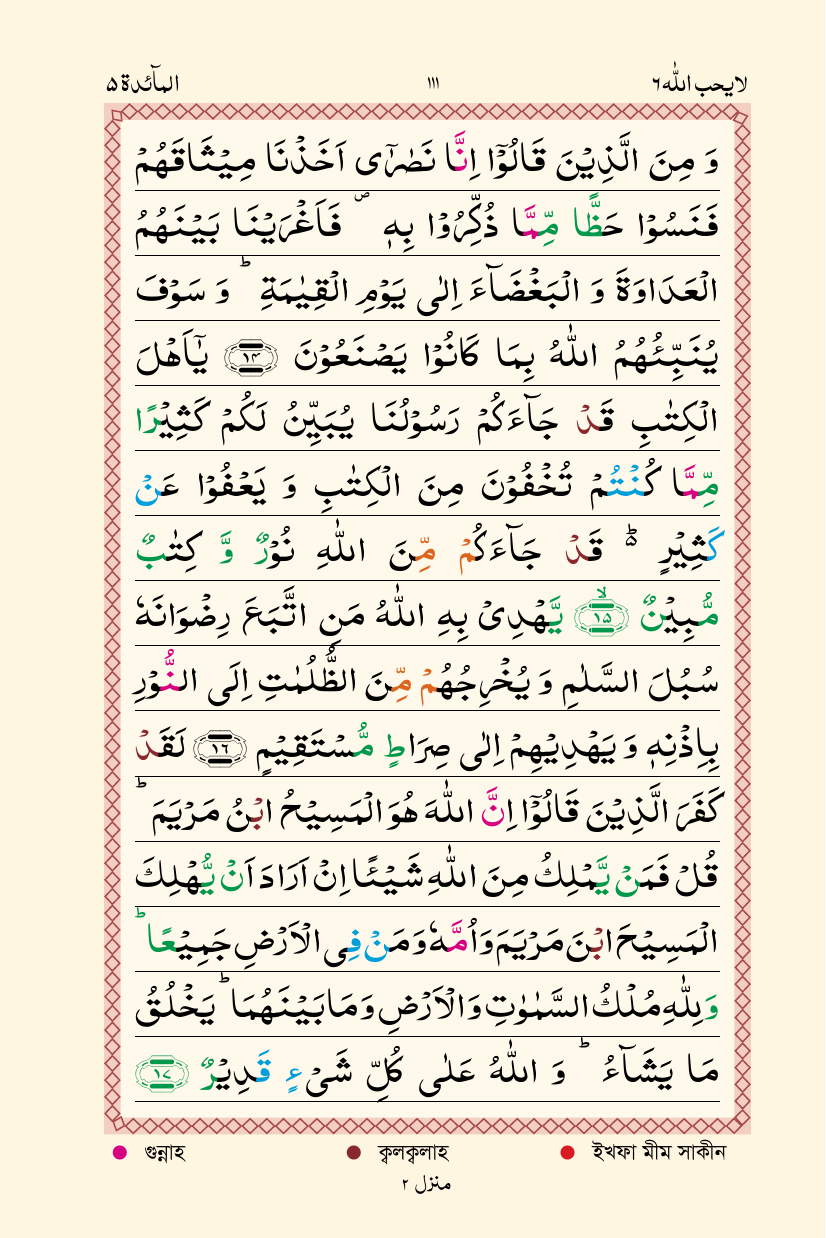 لا يحب الله ٦ ١١١ المآئدة ٥
وَ مِنَ الَّذِیْنَ قَالُوْۤا اِنَّا نَصٰرٰۤی اَخَذْنَا مِیْثَاقَهُمْ
فَنَسُوْا حَظًّا مِّمَّا ذُكِّرُوْا بِهٖ ۪ فَاَغْرَیْنَا بَیْنَهُمُ
الْعَدَاوَةَ وَ الْبَغْضَآءَ اِلٰی یَوْمِ الْقِیٰمَةِ ؕ وَ سَوْفَ
یُنَبِّئُهُمُ اللّٰهُ بِمَا كَانُوْا یَصْنَعُوْنَ ﴿۱۴﴾ یٰۤاَهْلَ
الْكِتٰبِ قَدْ جَآءَكُمْ رَسُوْلُنَا یُبَیِّنُ لَكُمْ كَثِیْرًا
مِّمَّا كُنْتُمْ تُخْفُوْنَ مِنَ الْكِتٰبِ وَ یَعْفُوْا عَنْ
كَثِیْرٍ ؕ۬ قَدْ جَآءَكُمْ مِّنَ اللّٰهِ نُوْرٌ وَّ كِتٰبٌ
مُّبِیْنٌ ﴿ۙ۱۵﴾ یَّهْدِیْ بِهِ اللّٰهُ مَنِ اتَّبَعَ رِضْوَانَهٗ
سُبُلَ السَّلٰمِ وَ یُخْرِجُهُمْ مِّنَ الظُّلُمٰتِ اِلَی النُّوْرِ
بِاِذْنِهٖ وَ یَهْدِیْهِمْ اِلٰی صِرَاطٍ مُّسْتَقِیْمٍ ﴿۱۶﴾ لَقَدْ
كَفَرَ الَّذِیْنَ قَالُوْۤا اِنَّ اللّٰهَ هُوَ الْمَسِیْحُ ابْنُ مَرْیَمَ ؕ
قُلْ فَمَنْ یَّمْلِكُ مِنَ اللّٰهِ شَیْـًٔا اِنْ اَرَادَ اَنْ یُّهْلِكَ
الْمَسِیْحَ ابْنَ مَرْیَمَ وَ اُمَّهٗ وَ مَنْ فِی الْاَرْضِ جَمِیْعًا ؕ
وَ لِلّٰهِ مُلْكُ السَّمٰوٰتِ وَ الْاَرْضِ وَ مَا بَیْنَهُمَا ؕ یَخْلُقُ
مَا یَشَآءُ ؕ وَ اللّٰهُ عَلٰی كُلِّ شَیْءٍ قَدِیْرٌ ﴿۱۷﴾
গুন্নাহ ক্বলক্বলাহ ইখফা মীম সাকীন
منزل ٢